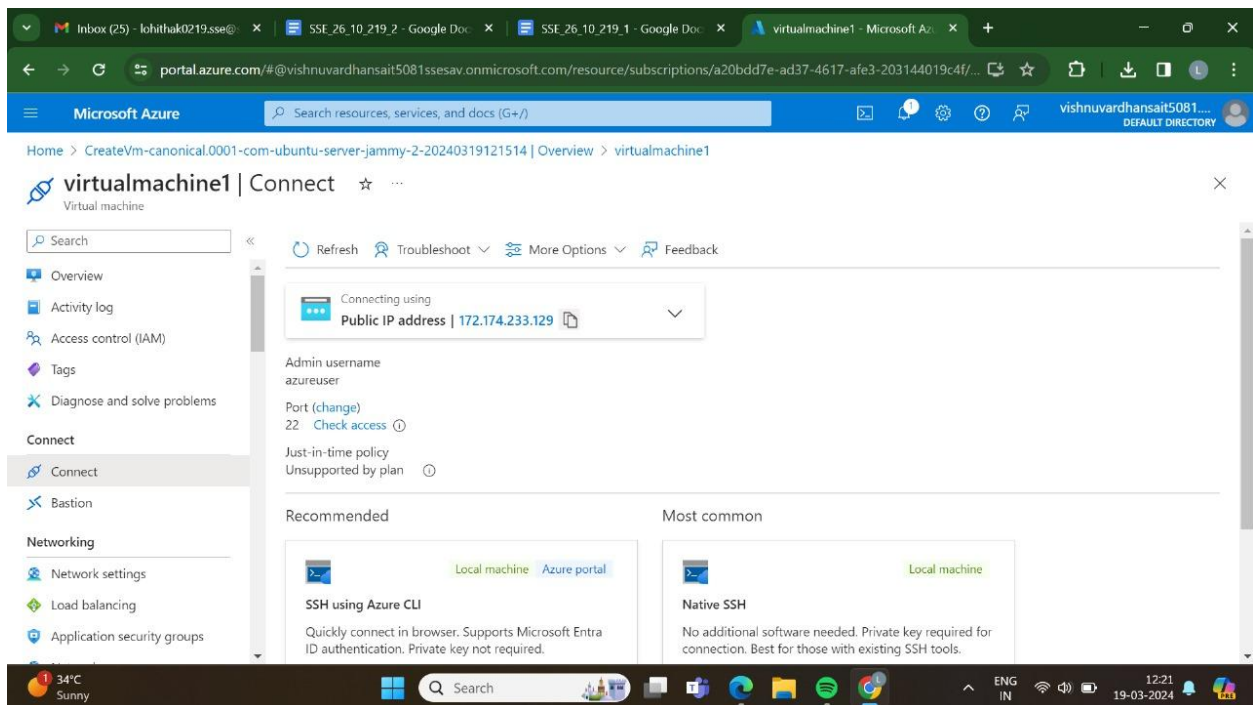 Inbox (25) - lohithak0219.sse@
SSE_26_10_219_2 - Google Doc
SSE_26_10_219_1 - Google Doc
virtualmachine1 - Microsoft Az
portal.azure.com/#@vishnuvardhansait5081ssesav.onmicrosoft.com/resource/subscriptions/a20bdd7e-ad37-4617-afe3-203144019c4f/...
L
Microsoft Azure
Search resources, services, and docs (G+/)
1
vishnuvardhansait5081....
DEFAULT DIRECTORY
Home > CreateVm-canonical.0001-com-ubuntu-server-jammy-2-20240319121514 | Overview > virtualmachine1
virtualmachine1 | Connect
Virtual machine
Search
Refresh
Troubleshoot
More Options
Feedback
Overview
Activity log
Access control (IAM)
Tags
Diagnose and solve problems
Connect
Connect
Bastion
Networking
Network settings
Load balancing
Application security groups
Connecting using
Public IP address | 172.174.233.129
Admin username
azureuser
Port (change)
22 Check access
Just-in-time policy
Unsupported by plan
Recommended
Local machine Azure portal
SSH using Azure CLI
Quickly connect in browser. Supports Microsoft Entra
ID authentication. Private key not required.
Most common
Local machine
Native SSH
No additional software needed. Private key required for
connection. Best for those with existing SSH tools.
1
34°C
Sunny
Search
ENG
IN
12:21
19-03-2024
PRE